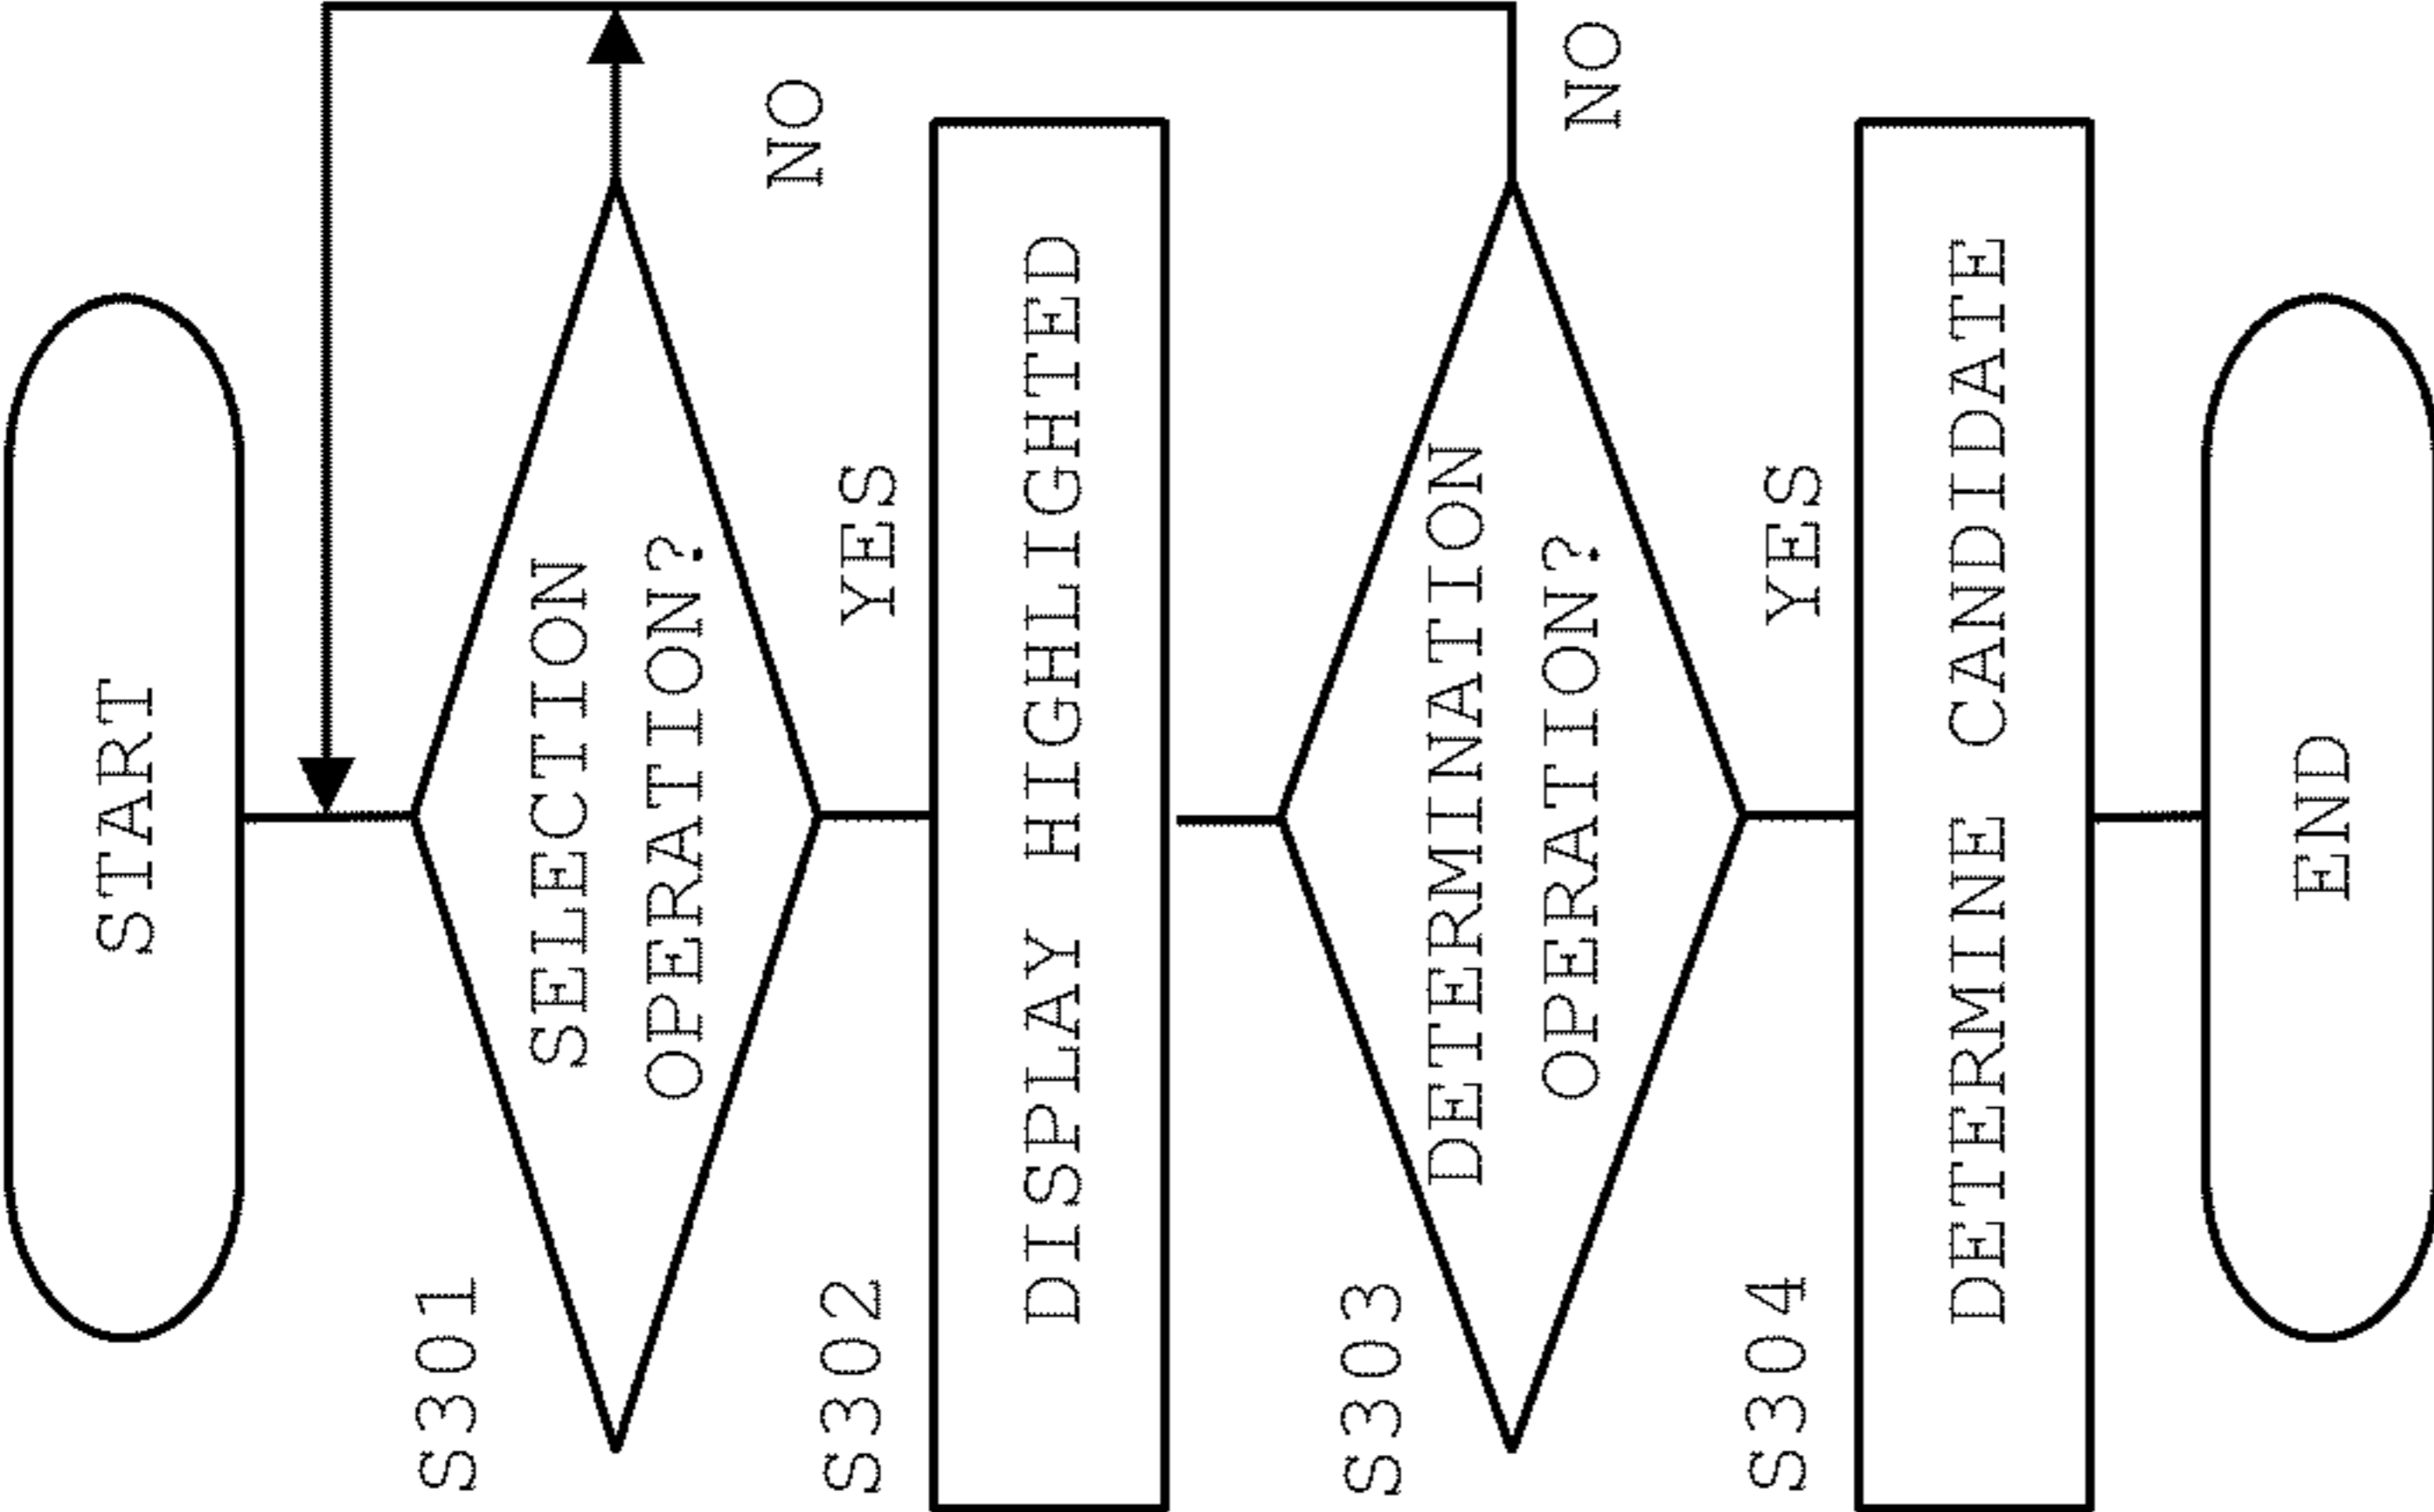 START
S301
SELECTION
OPERATION?
NO
YES
S302
DISPLAY HIGHLIGHTED
S303
DETERMINATION
OPERATION?
NO
YES
S304
DETERMINE CANDIDATE
END